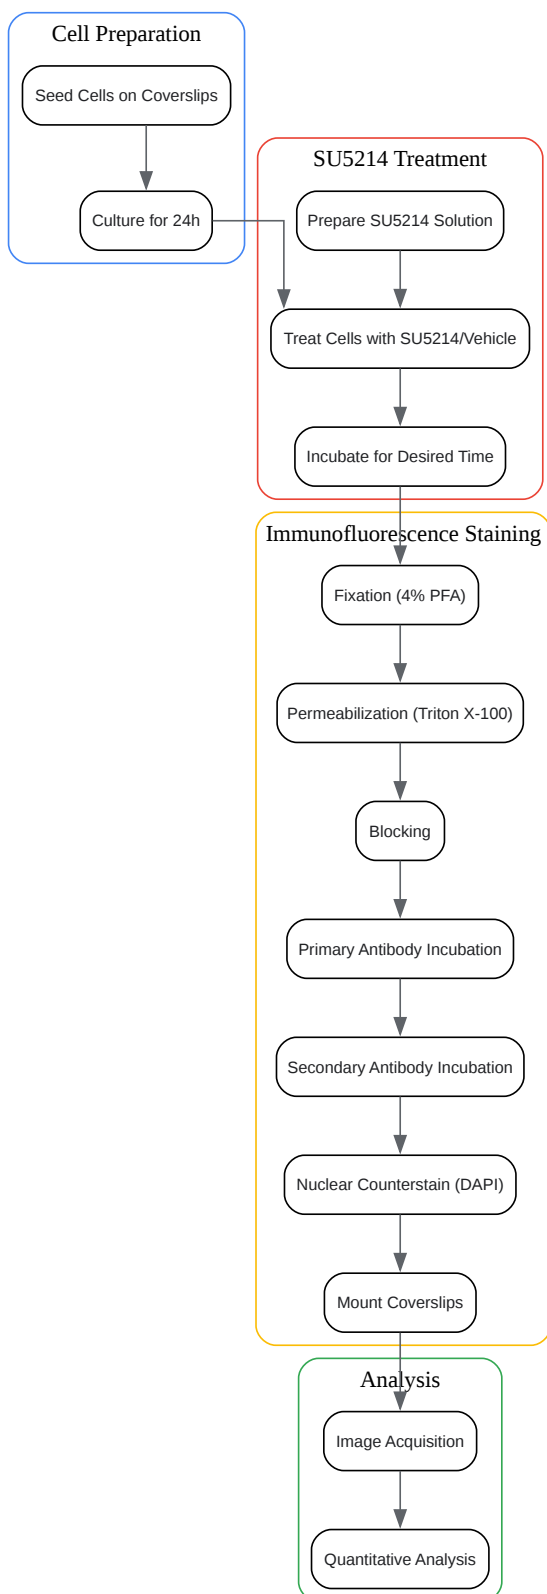 Cell Preparation
Seed Cells on Coverslips
Culture for 24h
SU5214 Treatment
Prepare SU5214 Solution
Treat Cells with SU5214/Vehicle
Incubate for Desired Time
Immunofluorescence Staining
Fixation (4% PFA)
Permeabilization (Triton X-100)
Blocking
Primary Antibody Incubation
Secondary Antibody Incubation
Nuclear Counterstain (DAPI)
Mount Coverslips
Analysis
Image Acquisition
Quantitative Analysis